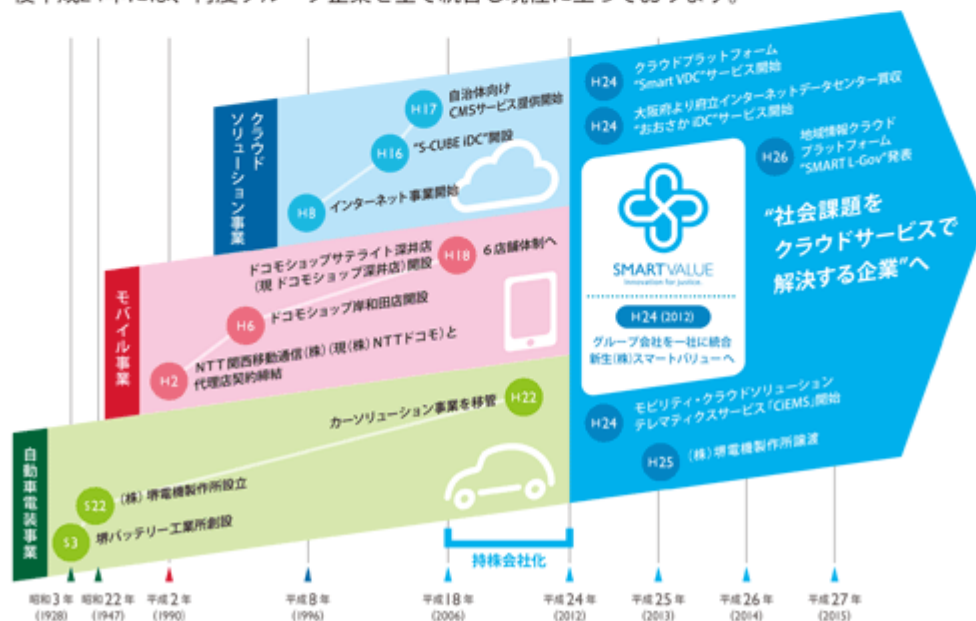 クラウド
ソリューション事業
H17
自治体向け
CMSサービス提供開始
H16
“S-CUBE iDC”開設
H8
インターネット事業開始
モバイル事業
ドコモショップサテライト深井店
(現 ドコモショップ深井店)開設
H18
6店舗体制へ
H6
ドコモショップ岸和田店開設
H2
NTT関西移動通信(株)(現(株)NTTドコモ)と
代理店契約締結
自動車電装事業
カーソリューション事業を移管
H22
S22
(株)堺電機製作所設立
S3
堺バッテリー工業所創設
H24
クラウドプラットフォーム
“Smart VDC”サービス開始
H24
大阪府より府立インターネットデータセンター買収
“おおさか iDC”サービス開始
H26
地域情報クラウド
プラットフォーム
“SMART L-Gov”発表
SMARTVALUE
Innovation for justice.
H24 (2012)
グループ会社を一社に統合
新生(株)スマートバリューへ
“社会課題を
クラウドサービスで
解決する企業”へ
H24
モビリティ・クラウドソリューション
テレマティクスサービス「CiEMS」開始
H25
(株)堺電機製作所譲渡
持株会社化
昭和3年
(1928)
昭和22年
(1947)
平成2年
(1990)
平成8年
(1996)
平成18年
(2006)
平成24年
(2012)
平成25年
(2013)
平成26年
(2014)
平成27年
(2015)